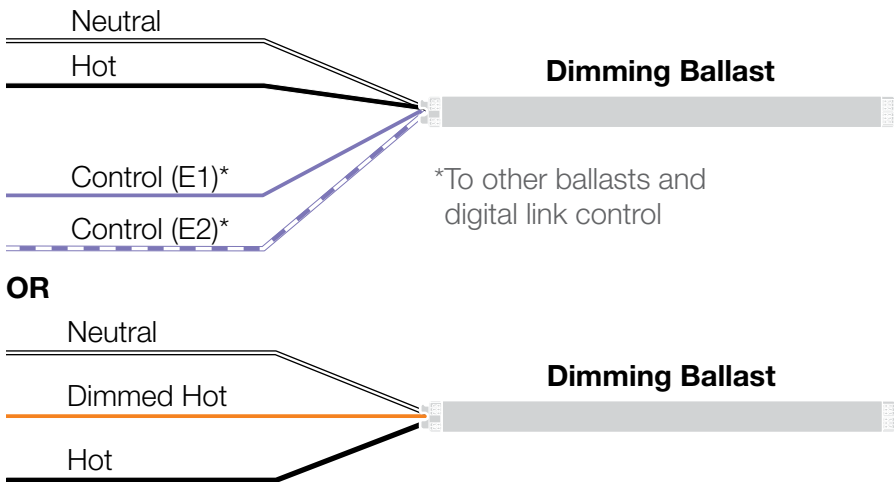 Neutral
Hot
Dimming Ballast
Control (E1)*
*To other ballasts and
digital link control
Control (E2)*
OR
Neutral
Dimming Ballast
Dimmed Hot
Hot